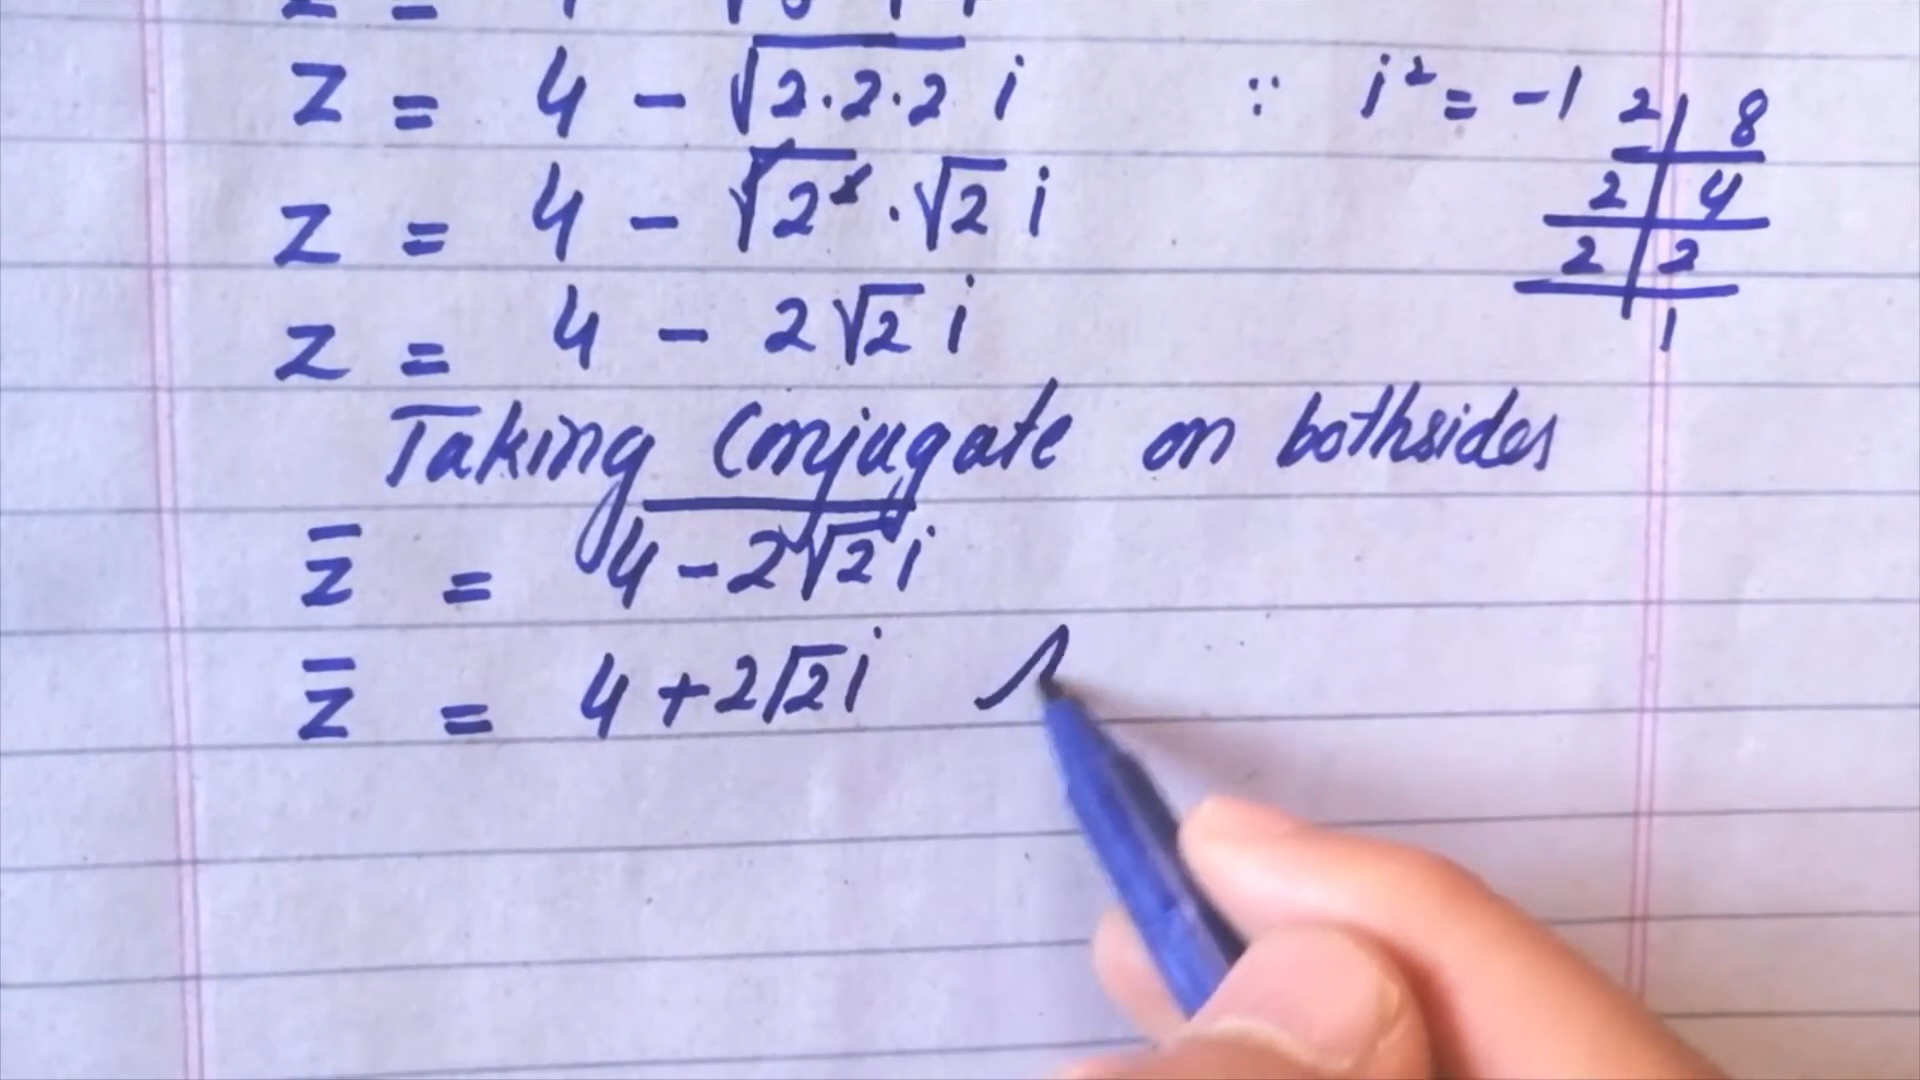 z = 4 - √2·2·2 i ∵ i² = -1 2 | 8
z = 4 - √2² · √2 i 2 | 4
z = 4 - 2√2 i 2 | 2
1
Taking Conjugate on bothsides
z̅ = 4 - 2√2 i
z̅ = 4 + 2√2 i